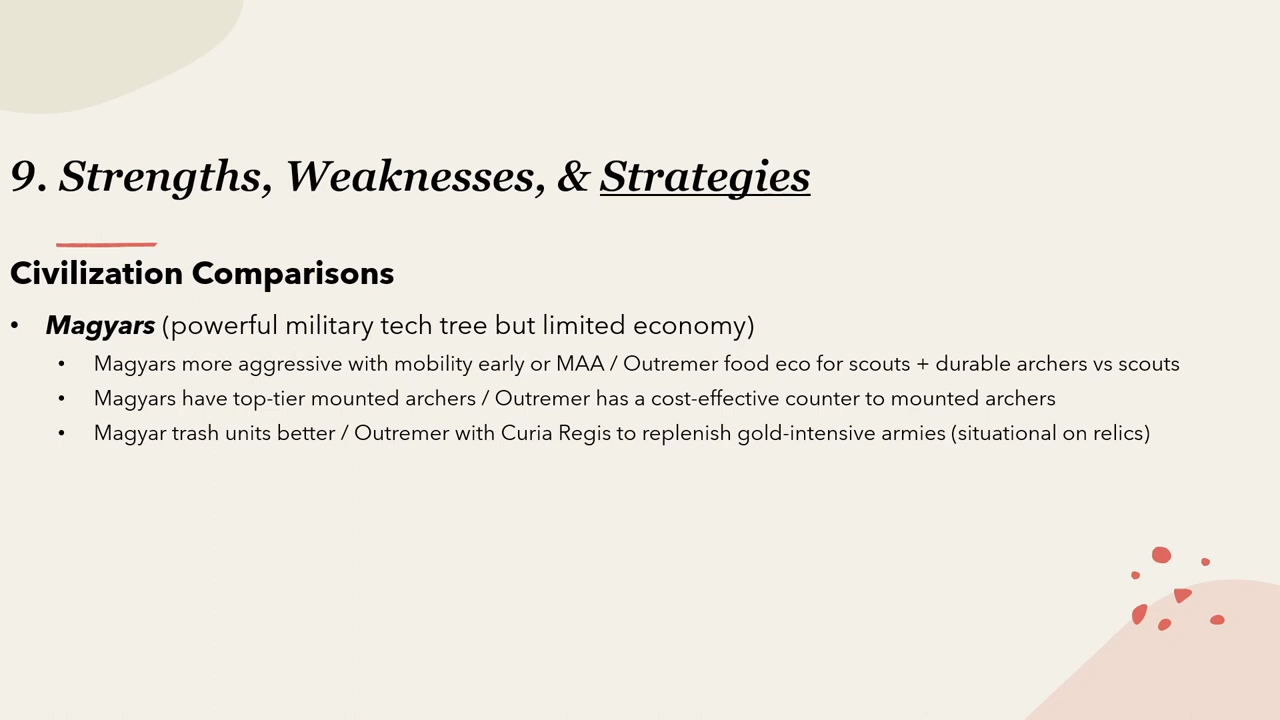 9. Strengths, Weaknesses, & Strategies
Civilization Comparisons
• Magyars (powerful military tech tree but limited economy)
• Magyars more aggressive with mobility early or MAA / Outremer food eco for scouts + durable archers vs scouts
• Magyars have top-tier mounted archers / Outremer has a cost-effective counter to mounted archers
• Magyar trash units better / Outremer with Curia Regis to replenish gold-intensive armies (situational on relics)